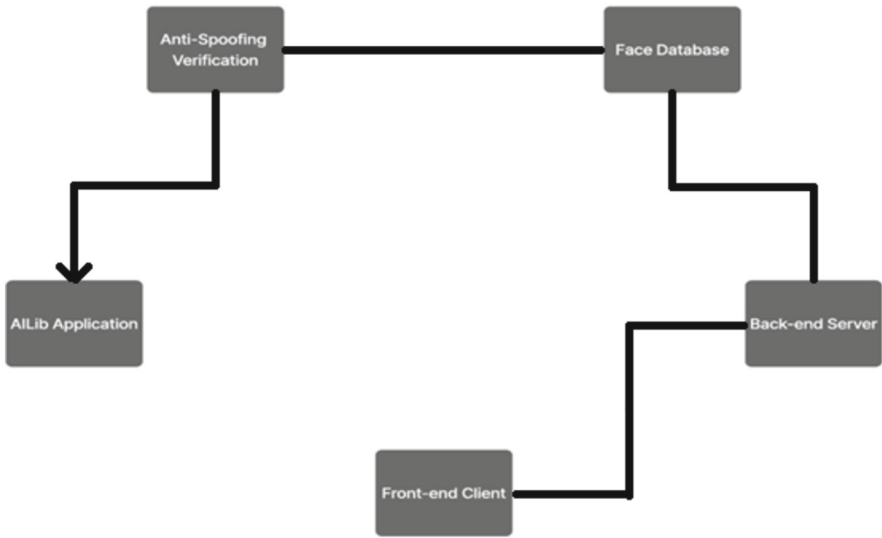 Anti-Spoofing
Verification
Face Database
AILib Application
Back-end Server
Front-end Client